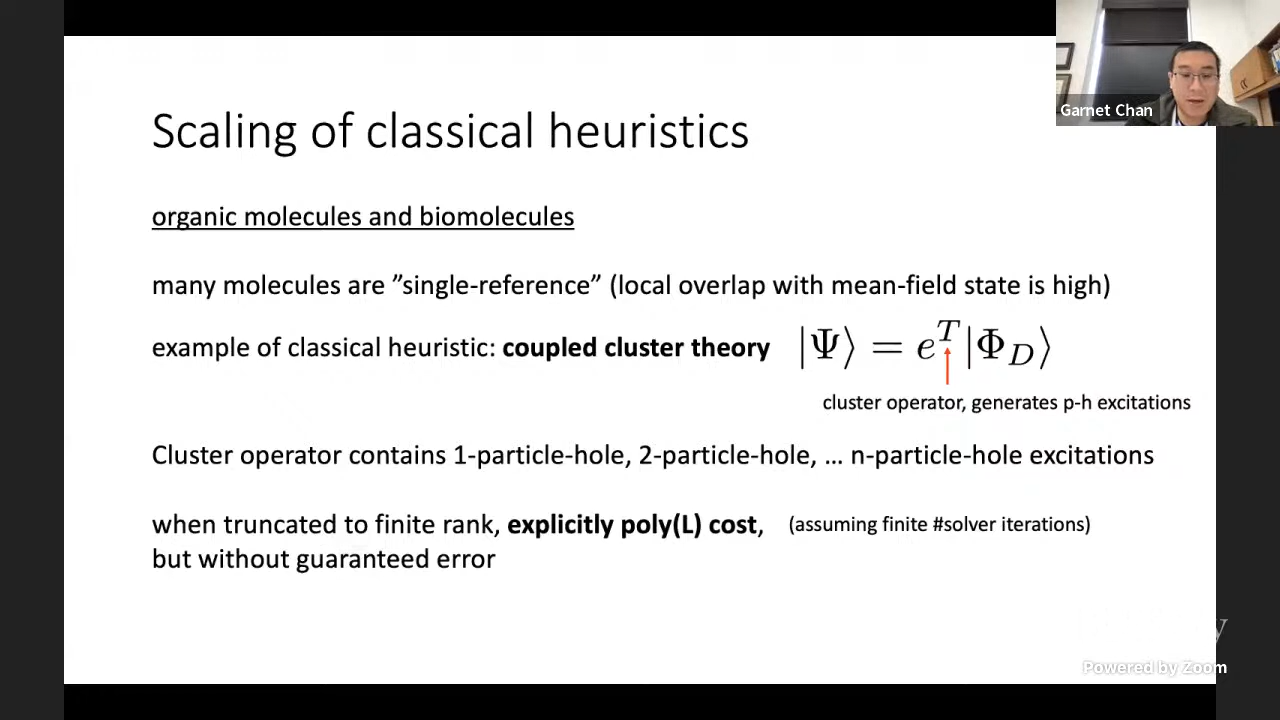 Garnet Chan
Scaling of classical heuristics
organic molecules and biomolecules
many molecules are ”single-reference” (local overlap with mean-field state is high)
example of classical heuristic: coupled cluster theory |Ψ⟩ = e^T |Φ_D⟩
cluster operator, generates p-h excitations
Cluster operator contains 1-particle-hole, 2-particle-hole, … n-particle-hole excitations
when truncated to finite rank, explicitly poly(L) cost, (assuming finite #solver iterations)
but without guaranteed error
Powered by Zoom